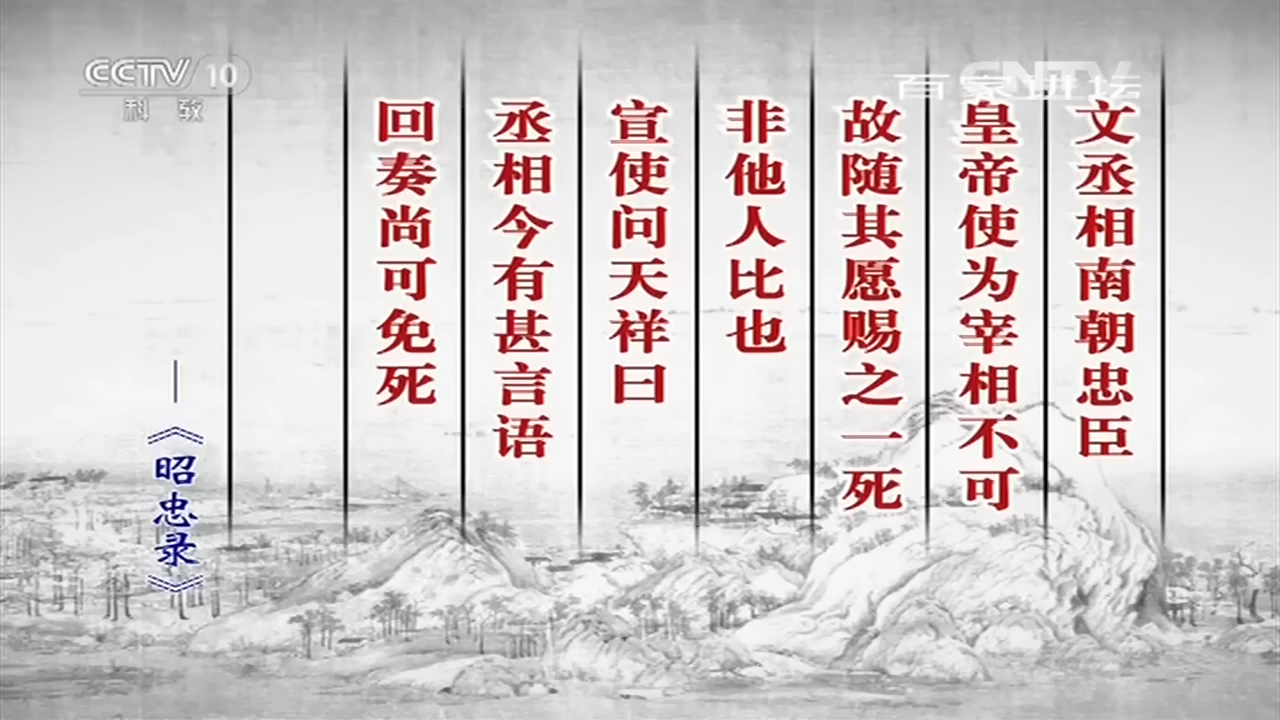 CCTV 10
科教
CNTV
百家讲坛
文丞相南朝忠臣
皇帝使为宰相不可
故随其愿赐之一死
非他人比也
宣使问天祥曰
丞相今有甚言语
回奏尚可免死
—《昭忠录》